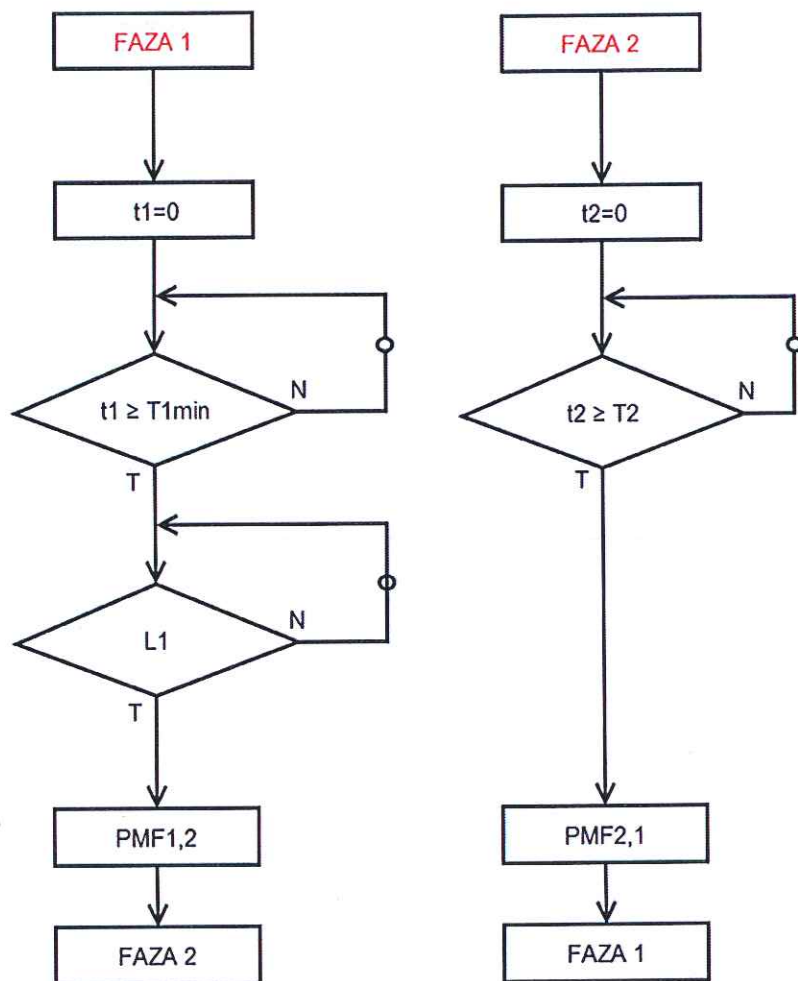 FAZA 1
t1=0
t1 ≥ T1min
N
T
L1
N
T
PMF1,2
FAZA 2
FAZA 2
t2=0
t2 ≥ T2
N
T
PMF2,1
FAZA 1